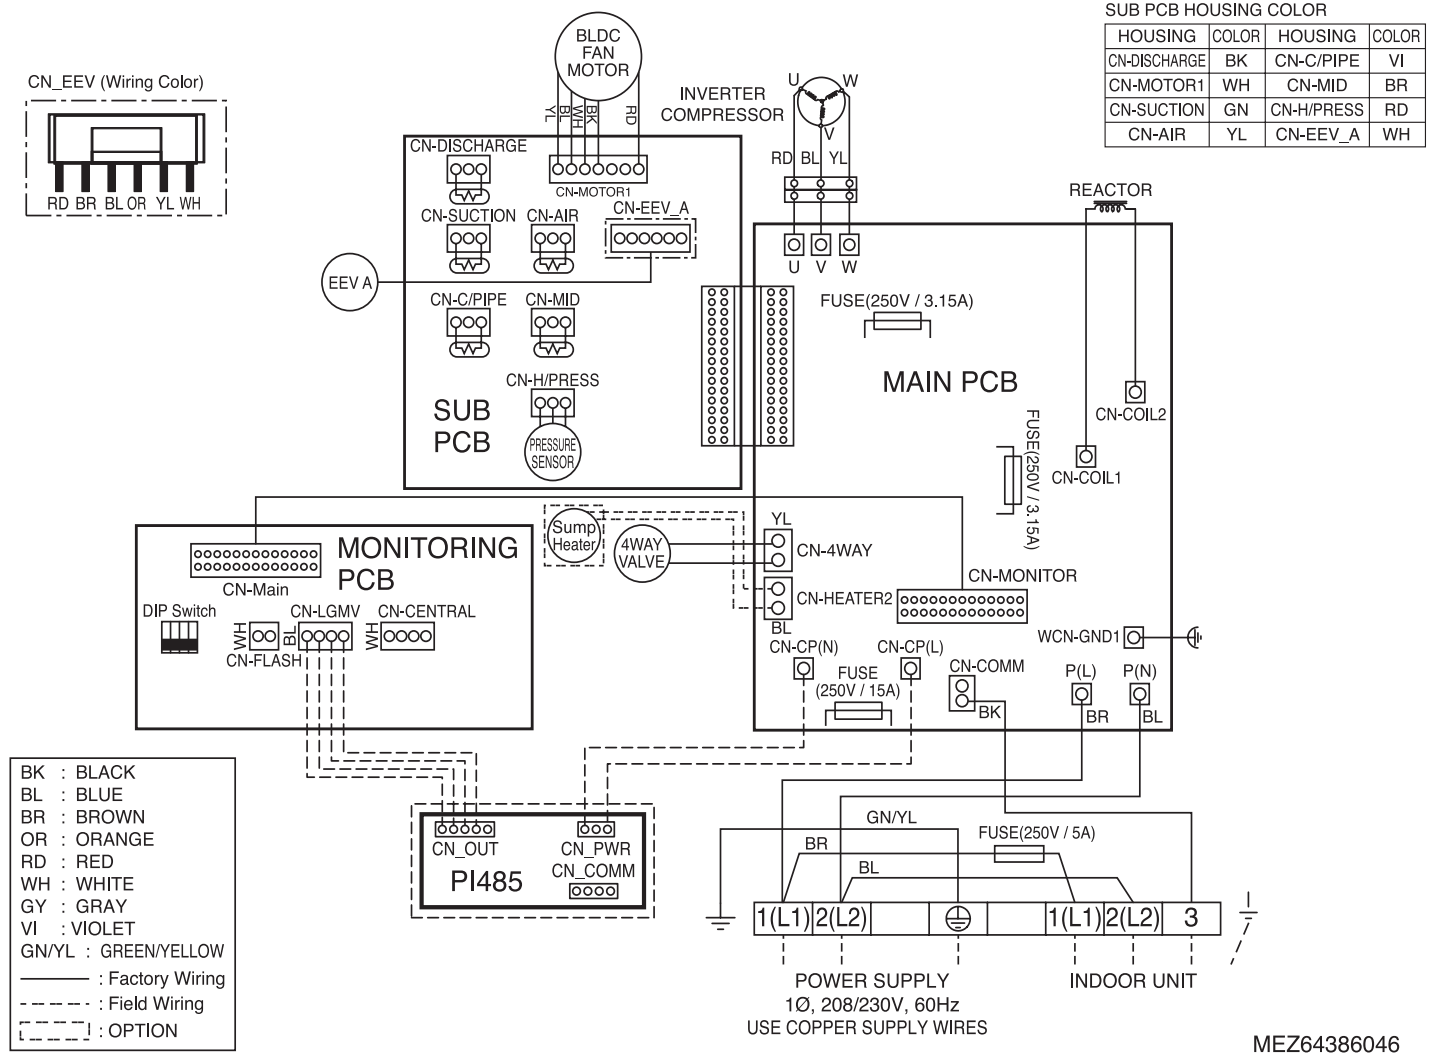 SUB PCB HOUSING COLOR
HOUSING COLOR HOUSING COLOR
CN-DISCHARGE BK CN-C/PIPE VI
CN-MOTOR1 WH CN-MID BR
CN-SUCTION GN CN-H/PRESS RD
CN-AIR YL CN-EEV_A WH
CN_EEV (Wiring Color)
RD BR BL OR YL WH
BLDC
FAN
MOTOR
YL BL WH BK RD
INVERTER
COMPRESSOR
U W
V
RD BL YL
REACTOR
CN-DISCHARGE
CN-MOTOR1
CN-SUCTION
CN-AIR
CN-EEV_A
EEV A
CN-C/PIPE
CN-MID
CN-H/PRESS
PRESSURE
SENSOR
SUB
PCB
U V W
FUSE(250V / 3.15A)
MAIN PCB
CN-COIL2
CN-COIL1
FUSE(250V / 3.15A)
Sump
Heater
4WAY
VALVE
YL
CN-4WAY
CN-HEATER2
BL
CN-MONITOR
WCN-GND1
CN-CP(N)
CN-CP(L)
FUSE
(250V / 15A)
CN-COMM
BK
P(L)
P(N)
BR
BL
MONITORING
PCB
CN-Main
DIP Switch
WH
CN-FLASH
BL
CN-LGMV
WH
CN-CENTRAL
CN_OUT
CN_PWR
CN_COMM
PI485
BK : BLACK
BL : BLUE
BR : BROWN
OR : ORANGE
RD : RED
WH : WHITE
GY : GRAY
VI : VIOLET
GN/YL : GREEN/YELLOW
: Factory Wiring
: Field Wiring
: OPTION
GN/YL
BR
FUSE(250V / 5A)
BL
1(L1) 2(L2) 1(L1) 2(L2) 3
POWER SUPPLY
1Ø, 208/230V, 60Hz
USE COPPER SUPPLY WIRES
INDOOR UNIT
MEZ64386046